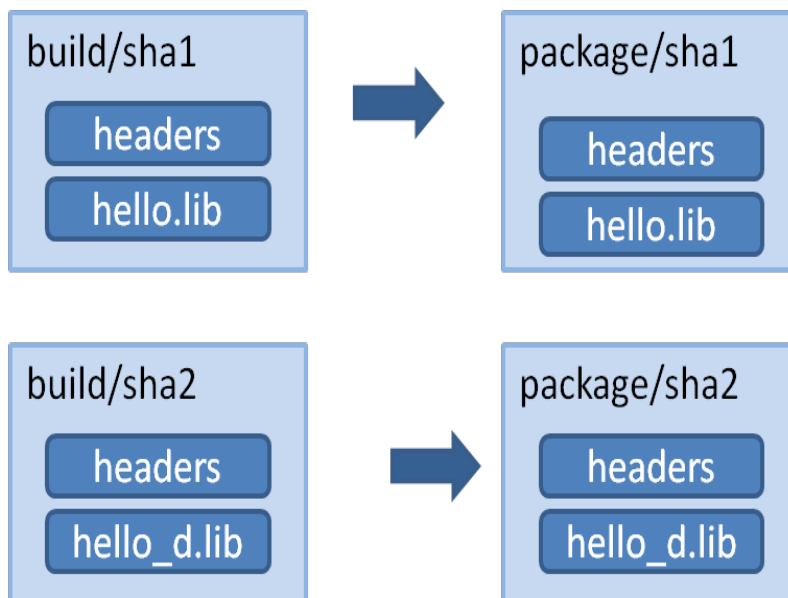 build/sha1
headers
hello.lib
package/sha1
headers
hello.lib
build/sha2
headers
hello_d.lib
package/sha2
headers
hello_d.lib